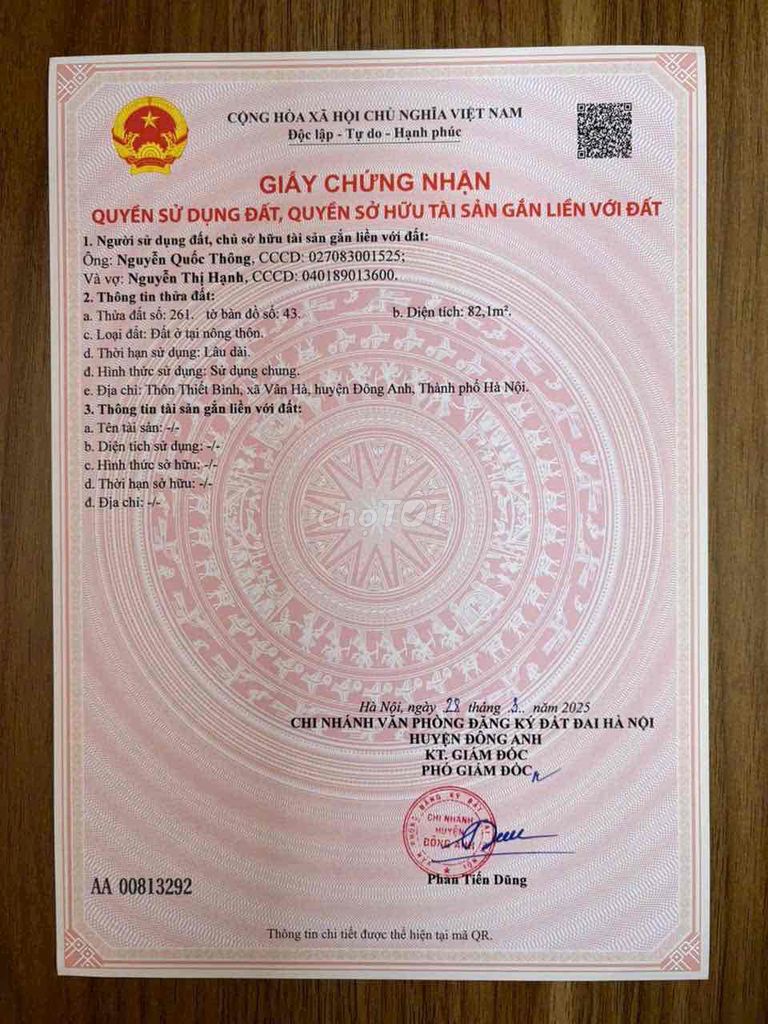 CỘNG HÒA XÃ HỘI CHỦ NGHĨA VIỆT NAM
Độc lập - Tự do - Hạnh phúc
GIẤY CHỨNG NHẬN
QUYỀN SỬ DỤNG ĐẤT, QUYỀN SỞ HỮU TÀI SẢN GẮN LIỀN VỚI ĐẤT
1. Người sử dụng đất, chủ sở hữu tài sản gắn liền với đất:
Ông: Nguyễn Quốc Thông, CCCD: 027083001525;
Và vợ: Nguyễn Thị Hạnh, CCCD: 040189013600.
2. Thông tin thửa đất:
a. Thửa đất số: 261. tờ bản đồ số: 43. b. Diện tích: 82,1m².
c. Loại đất: Đất ở tại nông thôn.
d. Thời hạn sử dụng: Lâu dài.
đ. Hình thức sử dụng: Sử dụng chung.
e. Địa chỉ: Thôn Thiết Bình, xã Vân Hà, huyện Đông Anh, Thành phố Hà Nội.
3. Thông tin tài sản gắn liền với đất:
a. Tên tài sản: -/-
b. Diện tích sử dụng: -/-
c. Hình thức sở hữu: -/-
d. Thời hạn sở hữu: -/-
đ. Địa chỉ: -/-
chợTỐT
Hà Nội, ngày 28 tháng 3.. năm 2025
CHI NHÁNH VĂN PHÒNG ĐĂNG KÝ ĐẤT ĐAI HÀ NỘI
HUYỆN ĐÔNG ANH
KT. GIÁM ĐỐC
PHÓ GIÁM ĐỐC
CHI NHÁNH
HUYỆN
ĐÔNG ANH
Phan Tiến Dũng
AA 00813292
Thông tin chi tiết được thể hiện tại mã QR.